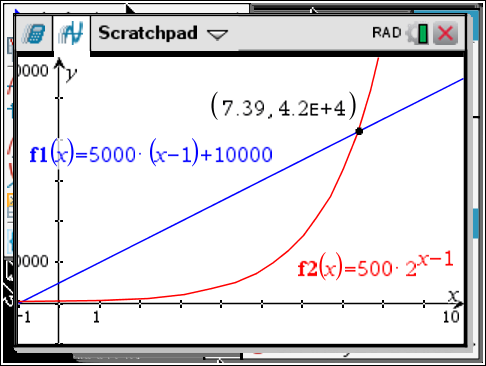 Scratchpad RAD
0000 y
(7.39, 4.2E+4)
f1(x)=5000·(x−1)+10000
0000
f2(x)=500·2^x−1
x
-1 1 10